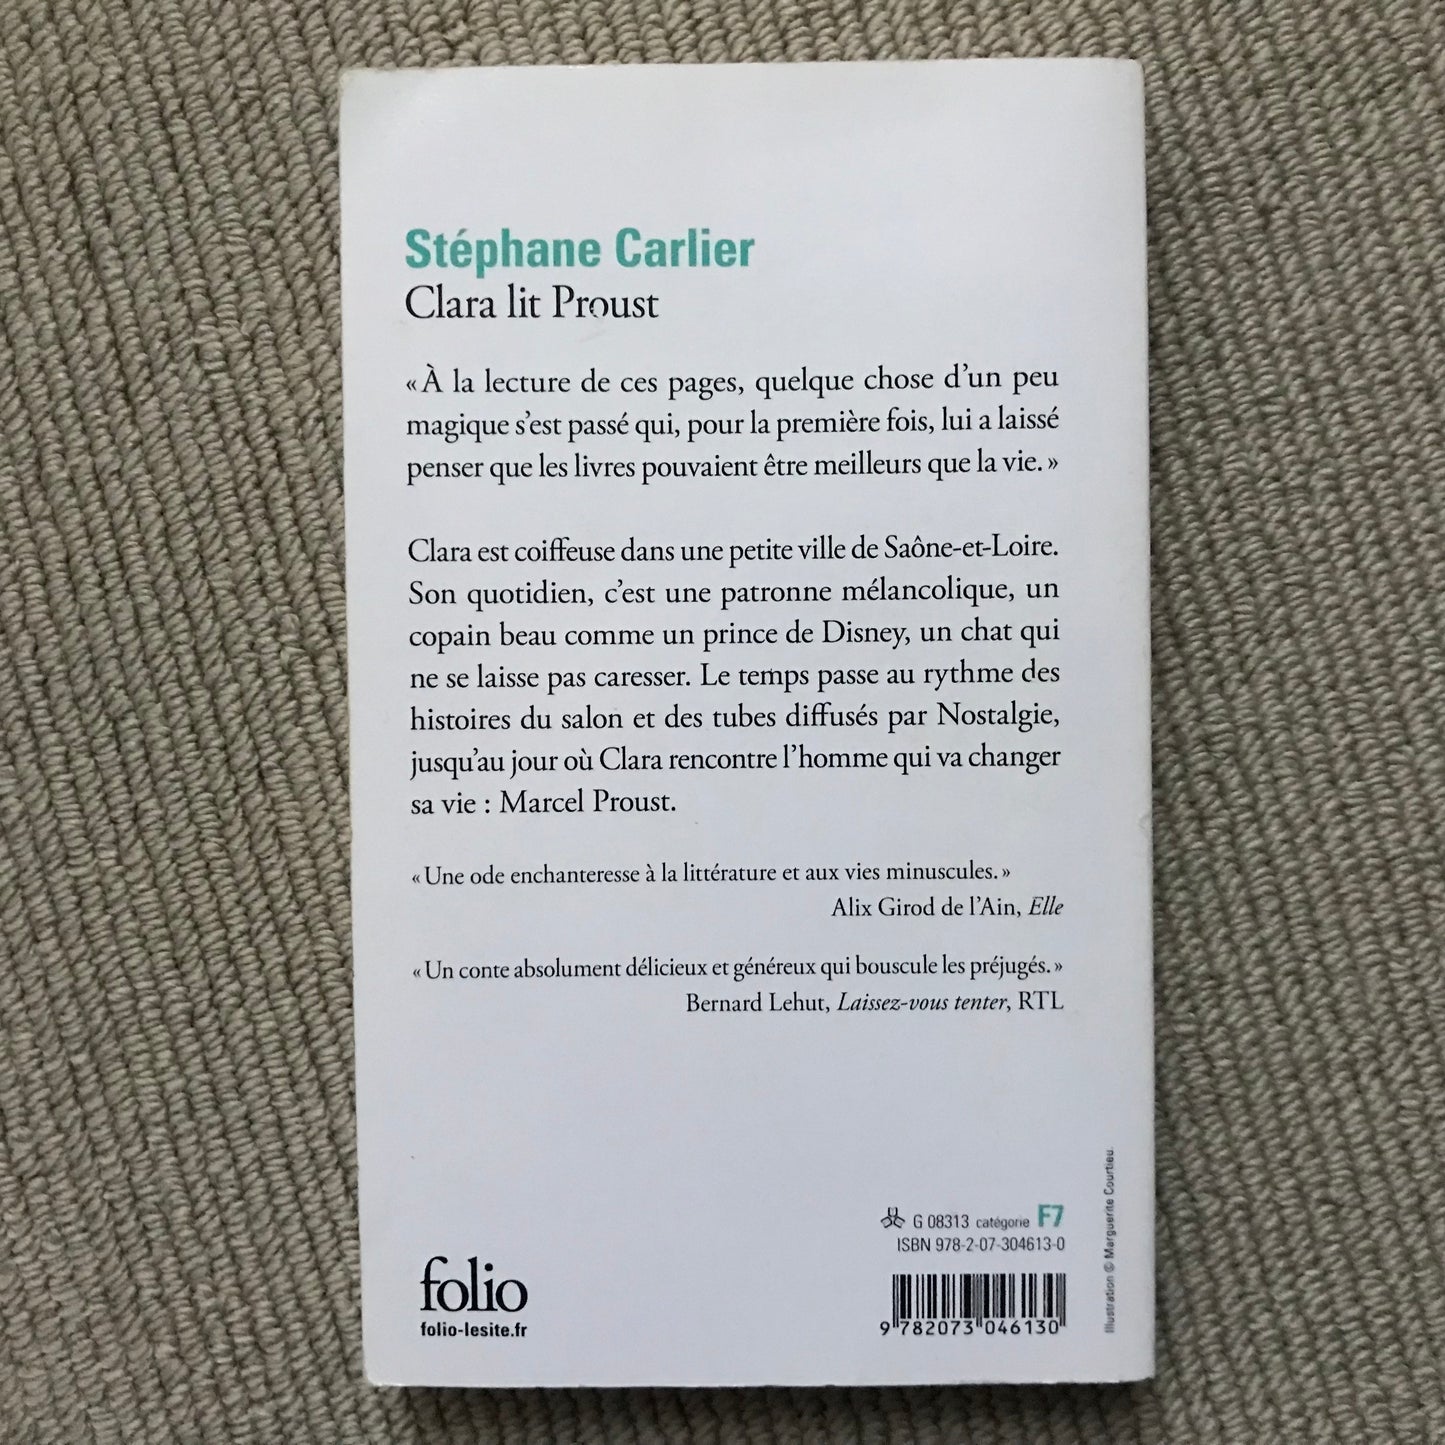 Stéphane Carlier
Clara lit Proust
« À la lecture de ces pages, quelque chose d'un peu
magique s'est passé qui, pour la première fois, lui a laissé
penser que les livres pouvaient être meilleurs que la vie. »
Clara est coiffeuse dans une petite ville de Saône-et-Loire.
Son quotidien, c'est une patronne mélancolique, un
copain beau comme un prince de Disney, un chat qui
ne se laisse pas caresser. Le temps passe au rythme des
histoires du salon et des tubes diffusés par Nostalgie,
jusqu'au jour où Clara rencontre l'homme qui va changer
sa vie : Marcel Proust.
« Une ode enchanteresse à la littérature et aux vies minuscules. »
Alix Girod de l'Ain, Elle
« Un conte absolument délicieux et généreux qui bouscule les préjugés. »
Bernard Lehut, Laissez-vous tenter, RTL
G 08313 catégorie F7
ISBN 978-2-07-304613-0
folio
folio-lesite.fr
9 782073 046130
Illustration © Marguerite Courtieu.